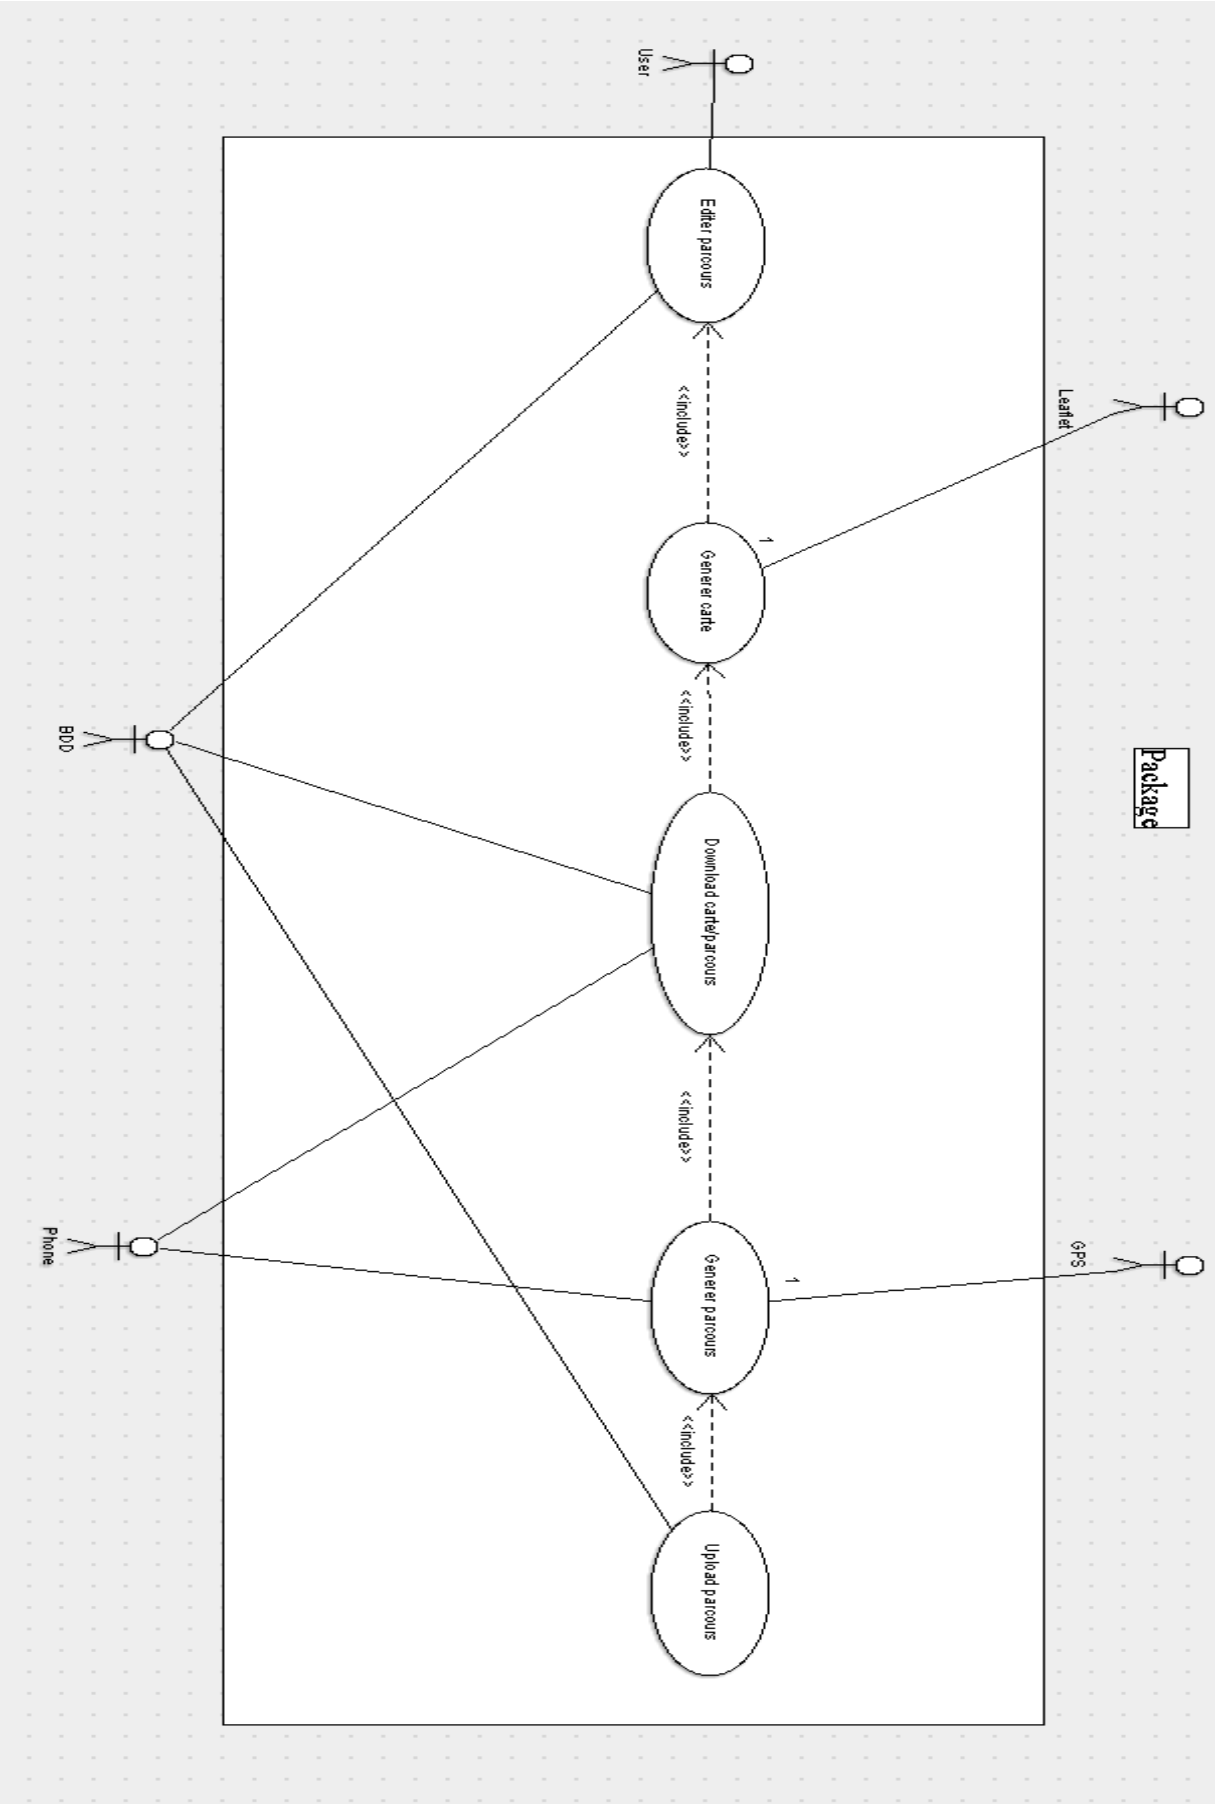 Package
Leaflet
GPS
1
1
User
Editer parcours
<<include>>
Generer carte
<<include>>
Download carte/parcours
<<include>>
Generer parcours
<<include>>
Upload parcours
BDD
Phone